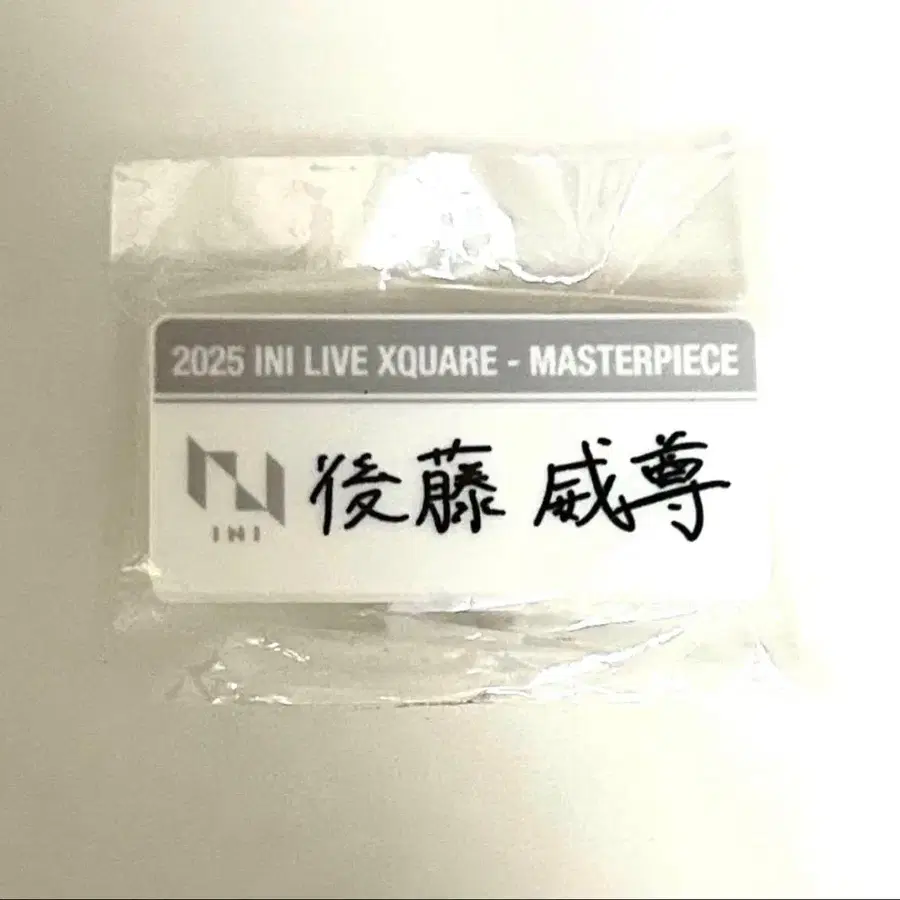 2025 INI LIVE XQUARE - MASTERPIECE
後藤 威尊
INI